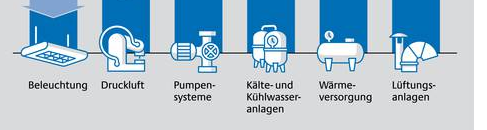 Beleuchtung
Druckluft
Pumpen-
systeme
Kälte- und
Kühlwasser-
anlagen
Wärme-
versorgung
Lüftungs-
anlagen